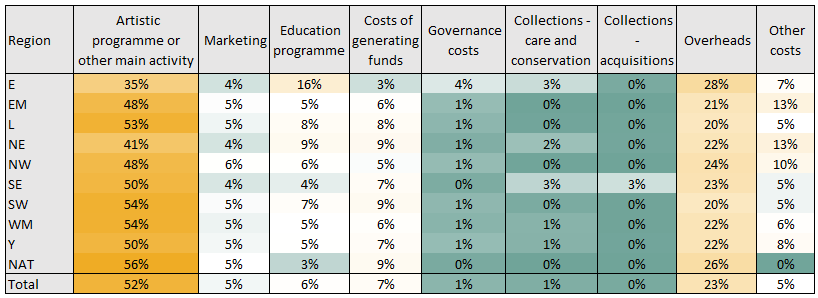 Region | Artistic programme or other main activity | Marketing | Education programme | Costs of generating funds | Governance costs | Collections - care and conservation | Collections - acquisitions | Overheads | Other costs
E | 35% | 4% | 16% | 3% | 4% | 3% | 0% | 28% | 7%
EM | 48% | 5% | 5% | 6% | 1% | 0% | 0% | 21% | 13%
L | 53% | 5% | 8% | 8% | 1% | 0% | 0% | 20% | 5%
NE | 41% | 4% | 9% | 9% | 1% | 2% | 0% | 22% | 13%
NW | 48% | 6% | 6% | 5% | 1% | 0% | 0% | 24% | 10%
SE | 50% | 4% | 4% | 7% | 0% | 3% | 3% | 23% | 5%
SW | 54% | 5% | 7% | 9% | 1% | 0% | 0% | 20% | 5%
WM | 54% | 5% | 5% | 6% | 1% | 1% | 0% | 22% | 6%
Y | 50% | 5% | 5% | 7% | 1% | 1% | 0% | 22% | 8%
NAT | 56% | 5% | 3% | 9% | 0% | 0% | 0% | 26% | 0%
Total | 52% | 5% | 6% | 7% | 1% | 1% | 0% | 23% | 5%